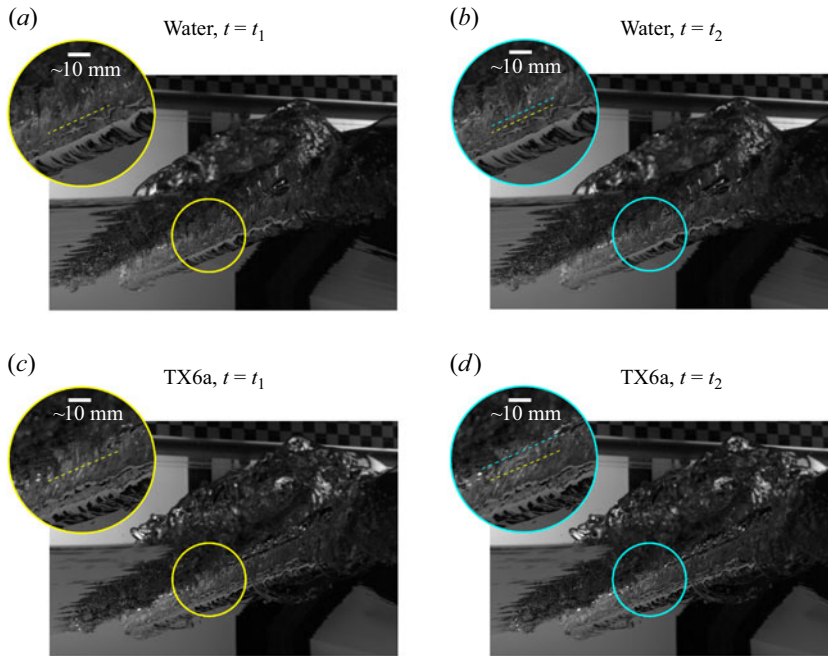 (a)
Water, t = t1
~10 mm
(b)
Water, t = t2
~10 mm
(c)
TX6a, t = t1
~10 mm
(d)
TX6a, t = t2
~10 mm